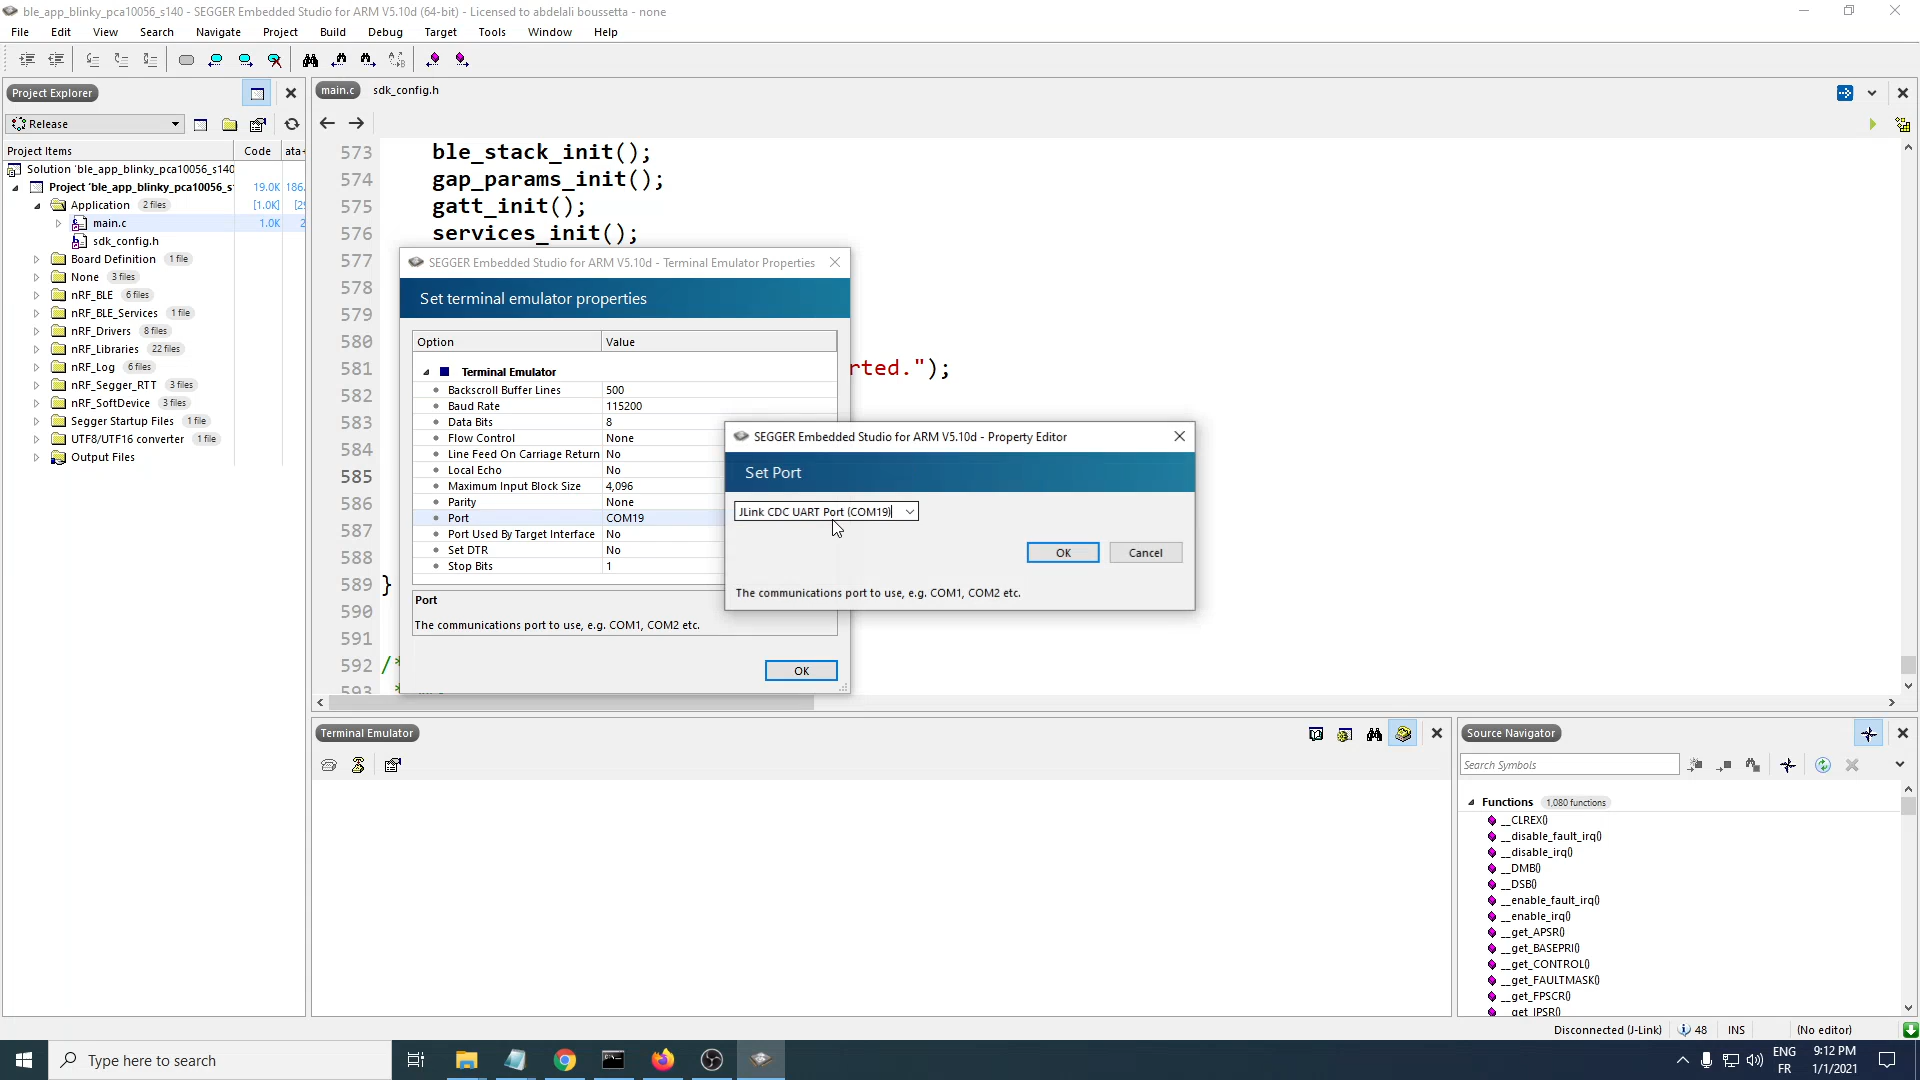 ble_app_blinky_pca10056_s140 - SEGGER Embedded Studio for ARM V5.10d (64-bit) - Licensed to abdelali boussetta - none
File Edit View Search Navigate Project Build Debug Target Tools Window Help
Project Explorer
main.c sdk_config.h
Release
Project Items Code ata+
Solution 'ble_app_blinky_pca10056_s140
Project 'ble_app_blinky_pca10056_s 19.0K 186.
Application 2 files [1.0K]
main.c 1.0K 2
sdk_config.h
Board Definition 1 file
None 3 files
nRF_BLE 6 files
nRF_BLE_Services 1 file
nRF_Drivers 8 files
nRF_Libraries 22 files
nRF_Log 6 files
nRF_Segger_RTT 3 files
nRF_SoftDevice 3 files
Segger Startup Files 1 file
UTF8/UTF16 converter 1 file
Output Files
573 ble_stack_init();
574 gap_params_init();
575 gatt_init();
576 services_init();
577
578
579
580
581 rted.");
582
583
584
585
586
587
588
589 }
590
591
592 /*
593 *
SEGGER Embedded Studio for ARM V5.10d - Terminal Emulator Properties
Set terminal emulator properties
Option Value
Terminal Emulator
Backscroll Buffer Lines 500
Baud Rate 115200
Data Bits 8
Flow Control None
Line Feed On Carriage Return No
Local Echo No
Maximum Input Block Size 4,096
Parity None
Port COM19
Port Used By Target Interface No
Set DTR No
Stop Bits 1
Port
The communications port to use, e.g. COM1, COM2 etc.
OK
SEGGER Embedded Studio for ARM V5.10d - Property Editor
Set Port
JLink CDC UART Port (COM19)
OK Cancel
The communications port to use, e.g. COM1, COM2 etc.
Terminal Emulator
Source Navigator
Search Symbols
Functions 1,080 functions
__CLREX()
__disable_fault_irq()
__disable_irq()
__DMB()
__DSB()
__enable_fault_irq()
__enable_irq()
__get_APSR()
__get_BASEPRI()
__get_CONTROL()
__get_FAULTMASK()
__get_FPSCR()
__get_IPSR()
Disconnected (J-Link) 48 INS (No editor)
Type here to search
ENG
FR
9:12 PM
1/1/2021